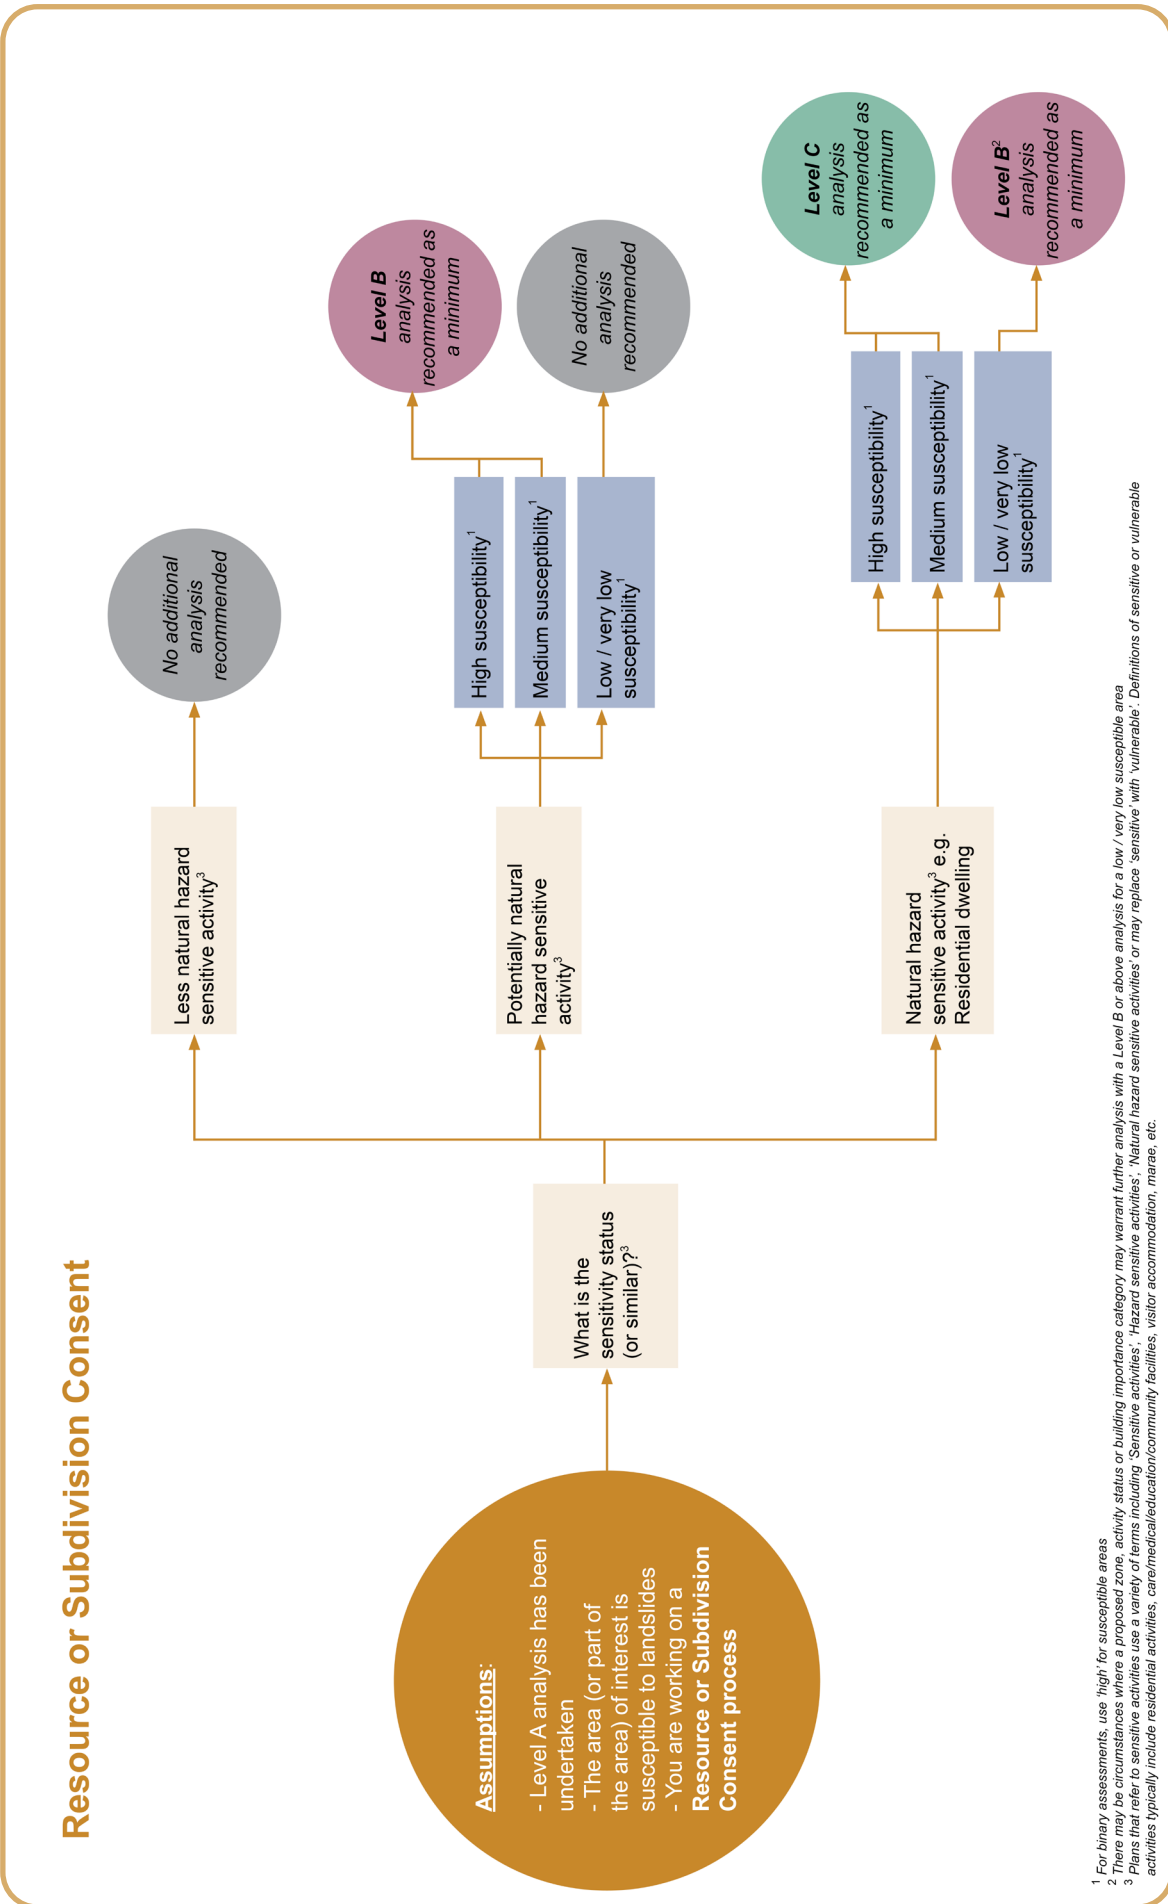 Resource or Subdivision Consent
Assumptions:
- Level A analysis has been
undertaken
- The area (or part of
the area) of interest is
susceptible to landslides
- You are working on a
Resource or Subdivision
Consent process
What is the
sensitivity status
(or similar)?³
Less natural hazard
sensitive activity³
No additional
analysis
recommended
Potentially natural
hazard sensitive
activity³
High susceptibility¹
Medium susceptibility¹
Low / very low
susceptibility¹
Level B
analysis
recommended as
a minimum
No additional
analysis
recommended
Natural hazard
sensitive activity³ e.g.
Residential dwelling
High susceptibility¹
Medium susceptibility¹
Low / very low
susceptibility¹
Level C
analysis
recommended as
a minimum
Level B²
analysis
recommended as
a minimum
¹ For binary assessments, use 'high' for susceptible areas
² There may be circumstances where a proposed zone, activity status or building importance category may warrant further analysis with a Level B or above analysis for a low / very low susceptible area
³ Plans that refer to sensitive activities use a variety of terms including 'Sensitive activities', 'Hazard sensitive activities', 'Natural hazard sensitive activities' or may replace 'sensitive' with 'vulnerable'. Definitions of sensitive or vulnerable
activities typically include residential activities, care/medical/education/community facilities, visitor accommodation, marae, etc.